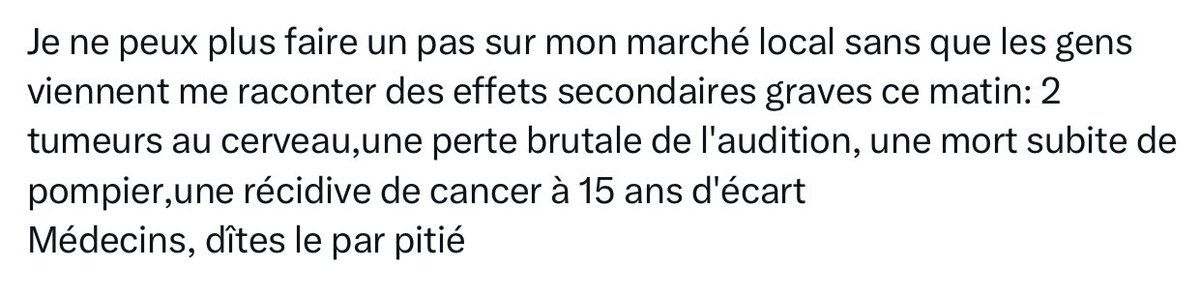 Je ne peux plus faire un pas sur mon marché local sans que les gens
viennent me raconter des effets secondaires graves ce matin: 2
tumeurs au cerveau,une perte brutale de l'audition, une mort subite de
pompier,une récidive de cancer à 15 ans d'écart
Médecins, dîtes le par pitié